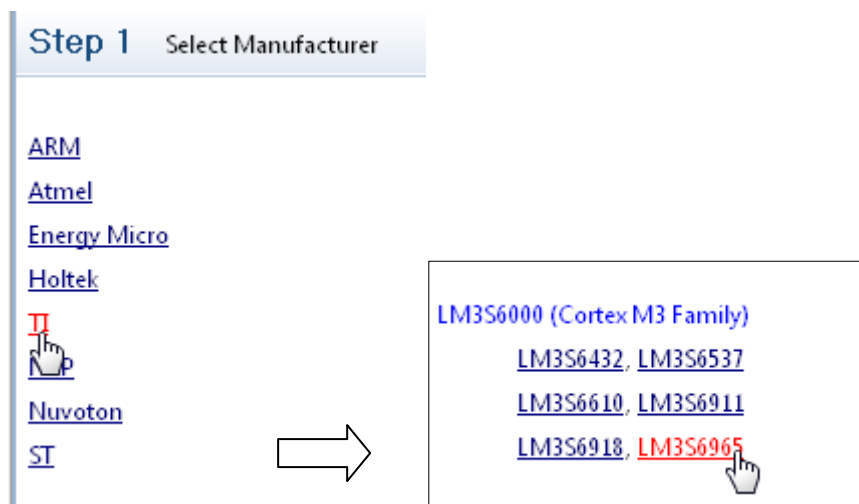 Step 1 Select Manufacturer
ARM
Atmel
Energy Micro
Holtek
TI
Nuvoton
ST
LM3S6000 (Cortex M3 Family)
LM3S6432, LM3S6537
LM3S6610, LM3S6911
LM3S6918, LM3S6965